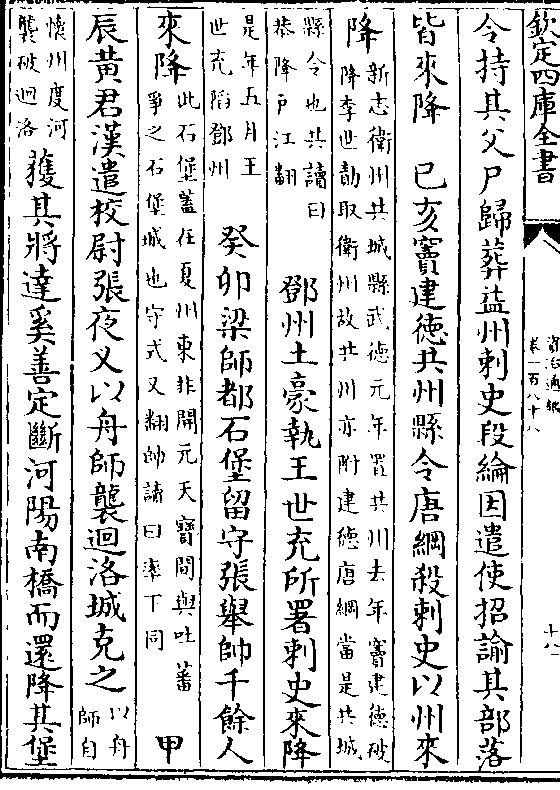 欽定四庫全書
資治通鑑
卷一百八十八
十八
令持其父尸歸葬益州刺史段綸因遣使招諭其部落
皆來降　己亥竇建德共州縣令唐綱殺刺史以州來
降新志衛州共城縣武德元年置共州去年竇建德破
降李世勣取衛州故共州亦附建德唐綱當是共城
縣令也共讀曰
恭降戶江翻
鄧州土豪執王世充所署刺史來降
是年五月王
世充陷鄧州
癸卯梁師都石堡留守張舉帥千餘人
來降此石堡蓋在夏州東非開元天寶間與吐蕃
爭之石堡城也守式又翻帥讀曰率下同
甲
辰黃君漢遣校尉張夜叉以舟師襲迴洛城克之以舟
師自
懷州度河
襲破迴洛
獲其將達奚善定斷河陽南橋而還降其堡